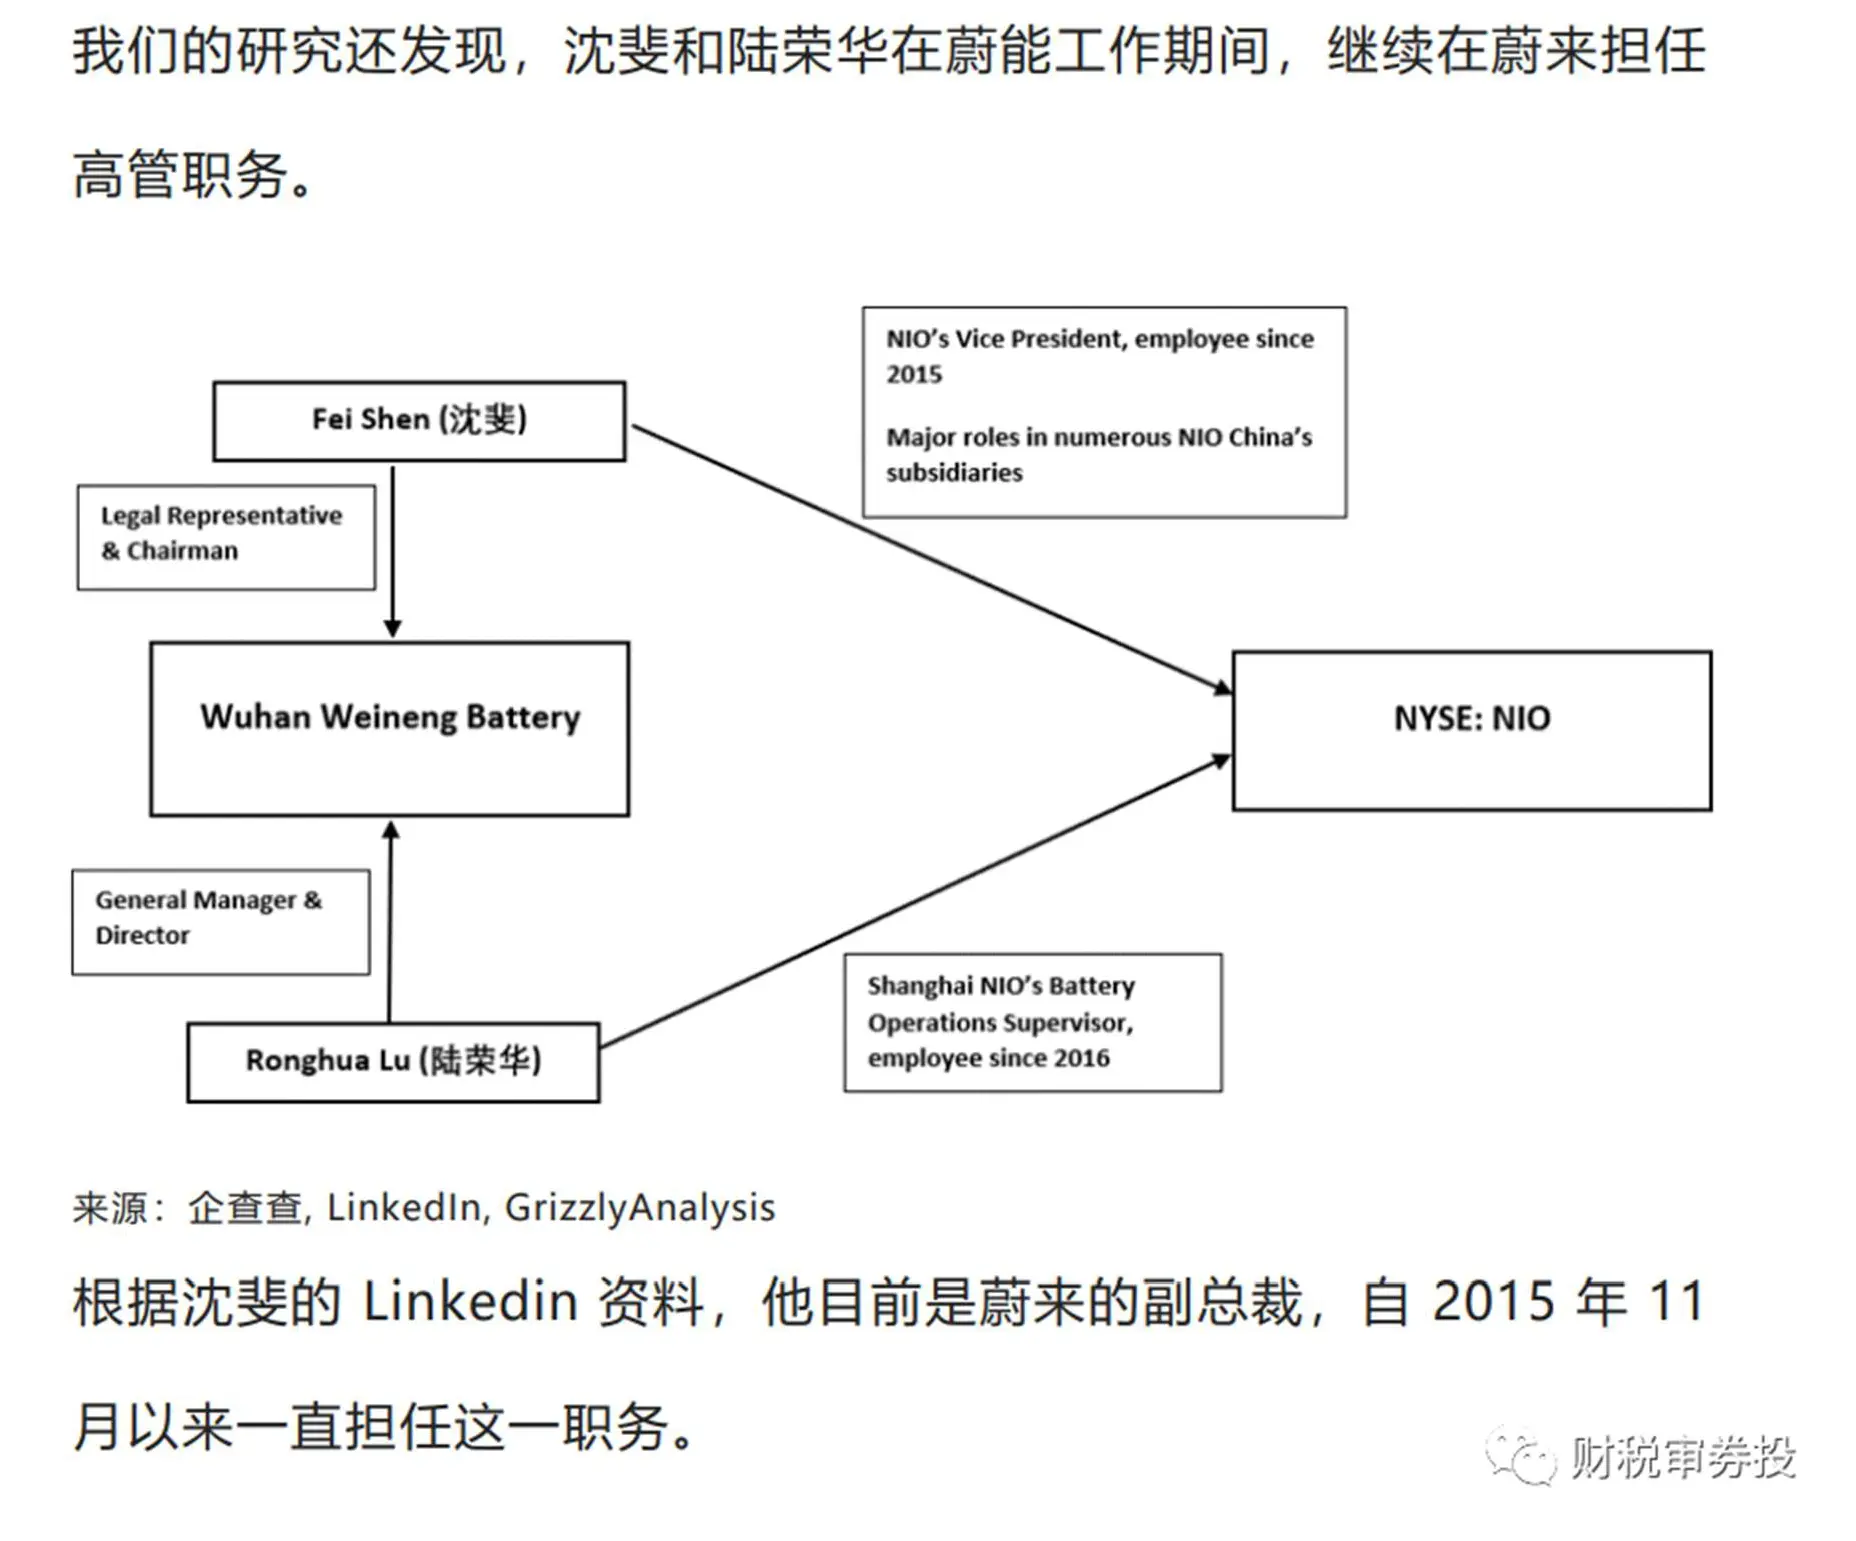 我们的研究还发现，沈斐和陆荣华在蔚能工作期间，继续在蔚来担任
高管职务。
NIO’s Vice President, employee since
2015
Major roles in numerous NIO China’s
subsidiaries
Fei Shen (沈斐)
Legal Representative
& Chairman
Wuhan Weineng Battery
NYSE: NIO
General Manager &
Director
Shanghai NIO’s Battery
Operations Supervisor,
employee since 2016
Ronghua Lu (陆荣华)
来源：企查查, LinkedIn, GrizzlyAnalysis
根据沈斐的 Linkedin 资料，他目前是蔚来的副总裁，自 2015 年 11
月以来一直担任这一职务。
财税审券投